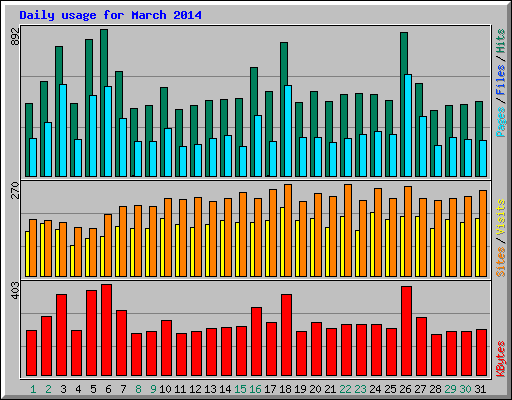 Daily usage for March 2014
892
Pages/Files/Hits
270
Sites/Visits
403
KBytes
1 2 3 4 5 6 7 8 9 10 11 12 13 14 15 16 17 18 19 20 21 22 23 24 25 26 27 28 29 30 31